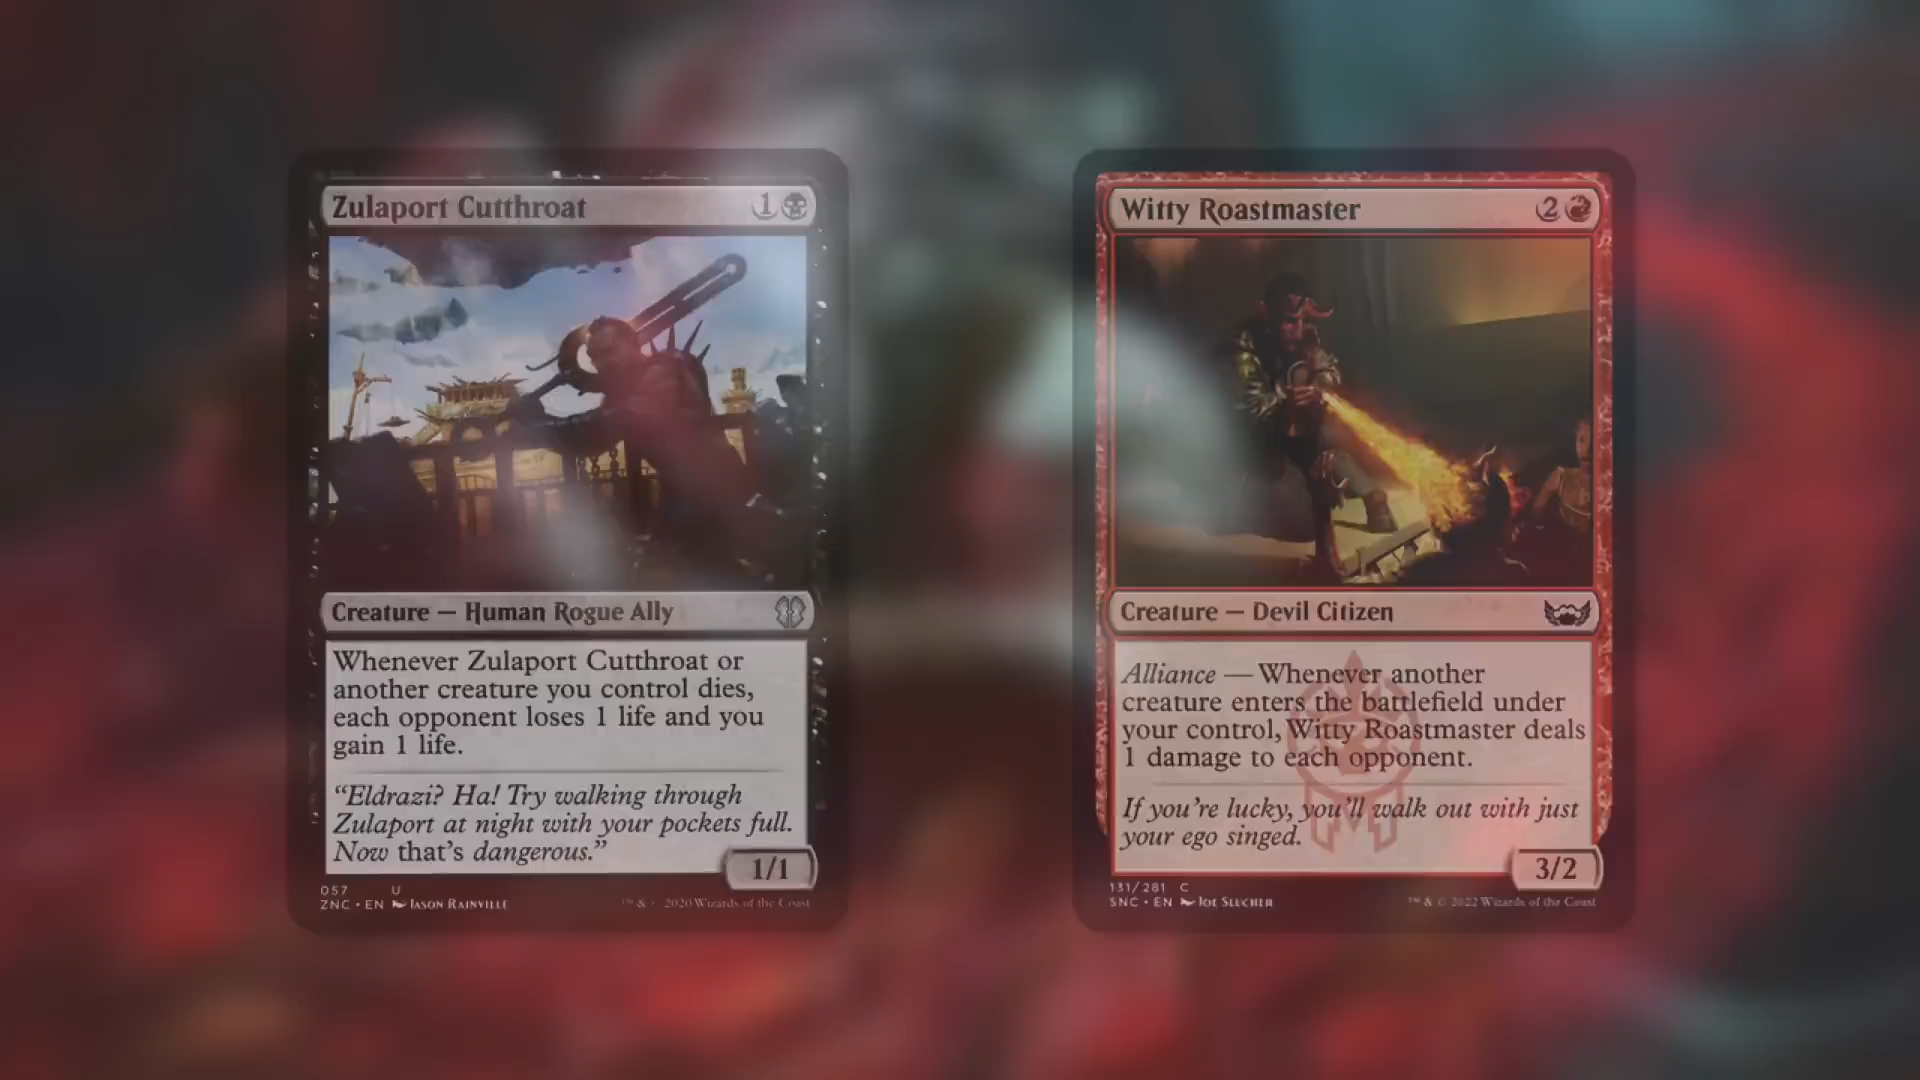 Zulaport Cutthroat
1
Creature — Human Rogue Ally
Whenever Zulaport Cutthroat or
another creature you control dies,
each opponent loses 1 life and you
gain 1 life.
“Eldrazi? Ha! Try walking through
Zulaport at night with your pockets full.
Now that’s dangerous.”
1/1
057 U
ZNC • EN JASON RAINVILLE
™ & © 2020 Wizards of the Coast
Witty Roastmaster
2
Creature — Devil Citizen
Alliance — Whenever another
creature enters the battlefield under
your control, Witty Roastmaster deals
1 damage to each opponent.
If you’re lucky, you’ll walk out with just
your ego singed.
3/2
131/281 C
SNC • EN JOE SLUCHER
™ & © 2022 Wizards of the Coast